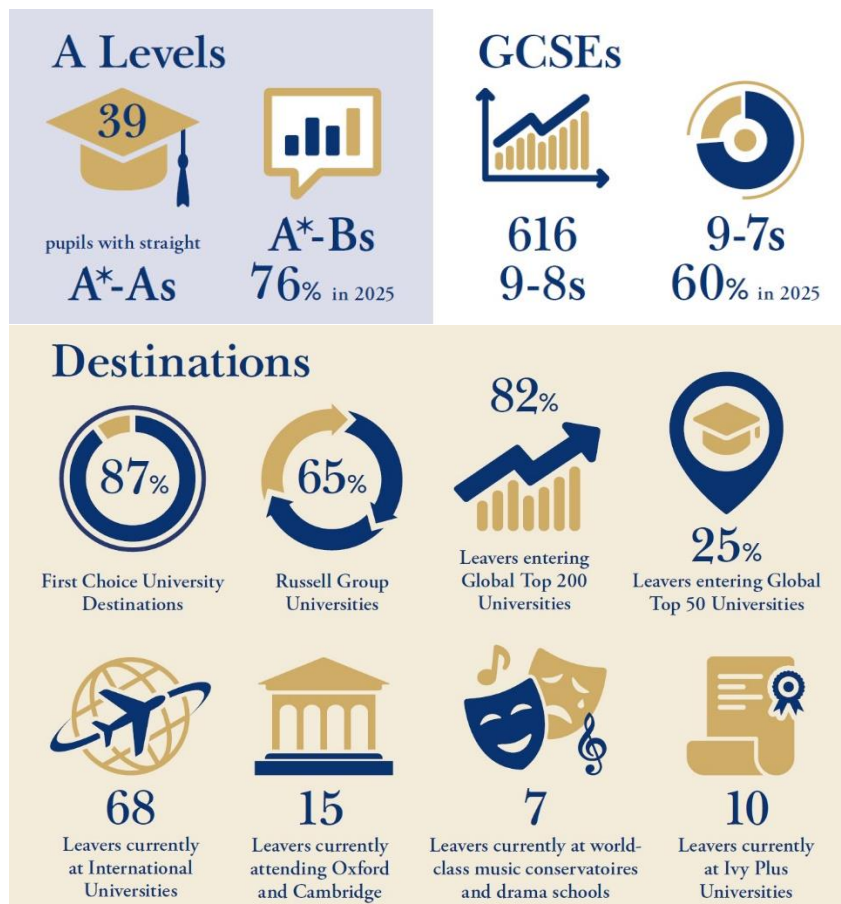 A Levels
39
pupils with straight
A*-As
A*-Bs
76% in 2025
GCSEs
616
9-8s
9-7s
60% in 2025
Destinations
87%
First Choice University
Destinations
65%
Russell Group
Universities
82%
Leavers entering
Global Top 200
Universities
25%
Leavers entering Global
Top 50 Universities
68
Leavers currently
at International
Universities
15
Leavers currently
attending Oxford
and Cambridge
7
Leavers currently at world-
class music conservatoires
and drama schools
10
Leavers currently
at Ivy Plus
Universities